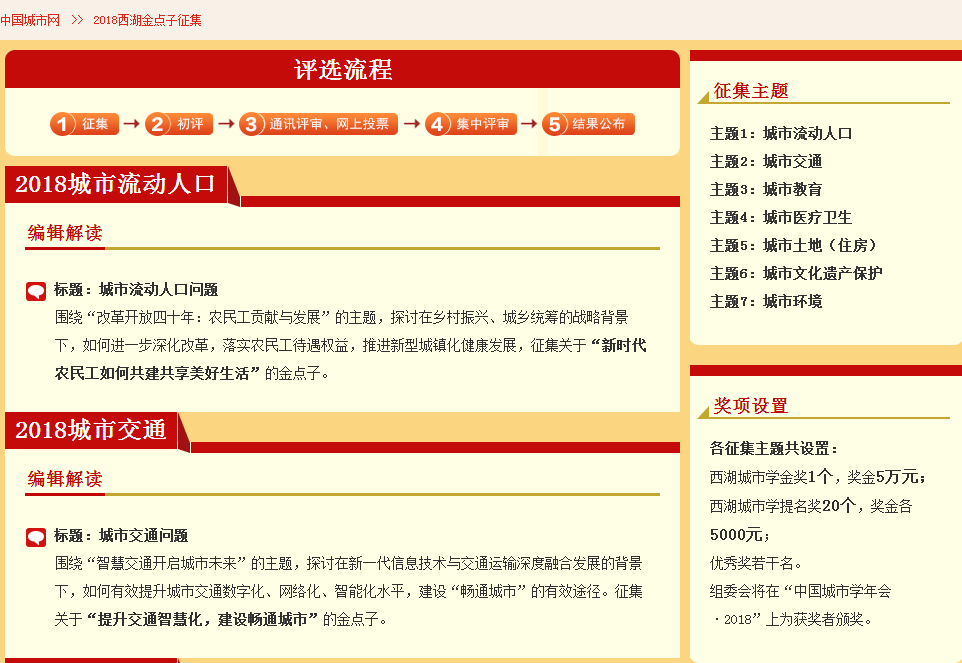 中国城市网 >> 2018西湖金点子征集
评选流程
1 征集 → 2 初评 → 3 通讯评审、网上投票 → 4 集中评审 → 5 结果公布
2018城市流动人口
编辑解读
标题：城市流动人口问题
围绕“改革开放四十年：农民工贡献与发展”的主题，探讨在乡村振兴、城乡统筹的战略背景
下，如何进一步深化改革，落实农民工待遇权益，推进新型城镇化健康发展，征集关于“新时代
农民工如何共建共享美好生活”的金点子。
2018城市交通
编辑解读
标题：城市交通问题
围绕“智慧交通开启城市未来”的主题，探讨在新一代信息技术与交通运输深度融合发展的背景
下，如何有效提升城市交通数字化、网络化、智能化水平，建设“畅通城市”的有效途径。征集
关于“提升交通智慧化，建设畅通城市”的金点子。
征集主题
主题1：城市流动人口
主题2：城市交通
主题3：城市教育
主题4：城市医疗卫生
主题5：城市土地（住房）
主题6：城市文化遗产保护
主题7：城市环境
奖项设置
各征集主题共设置：
西湖城市学金奖1个，奖金5万元；
西湖城市学提名奖20个，奖金各
5000元；
优秀奖若干名。
组委会将在“中国城市学年会
·2018”上为获奖者颁奖。